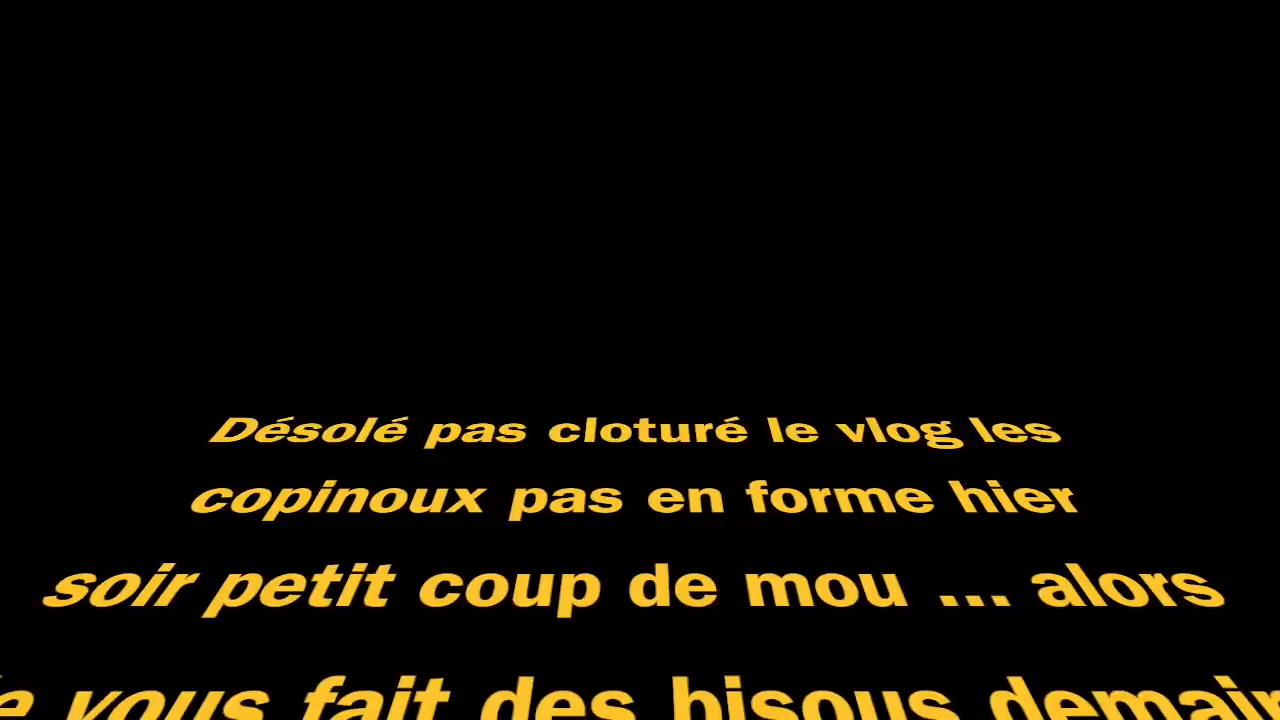 Désolé pas cloturé le vlog les
copinoux pas en forme hier
soir petit coup de mou ... alors
vous fait des bisous demain